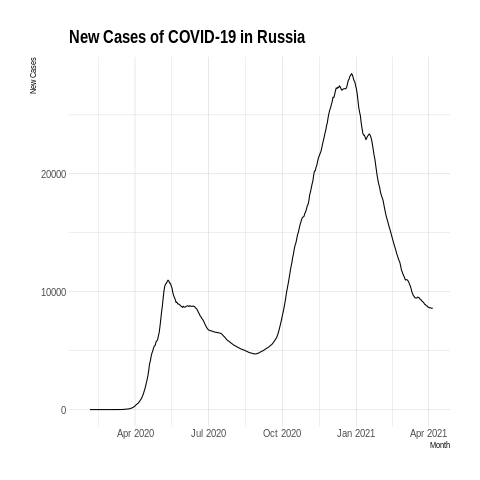 New Cases of COVID-19 in Russia
New Cases
20000
10000
0
Apr 2020 Jul 2020 Oct 2020 Jan 2021 Apr 2021
Month